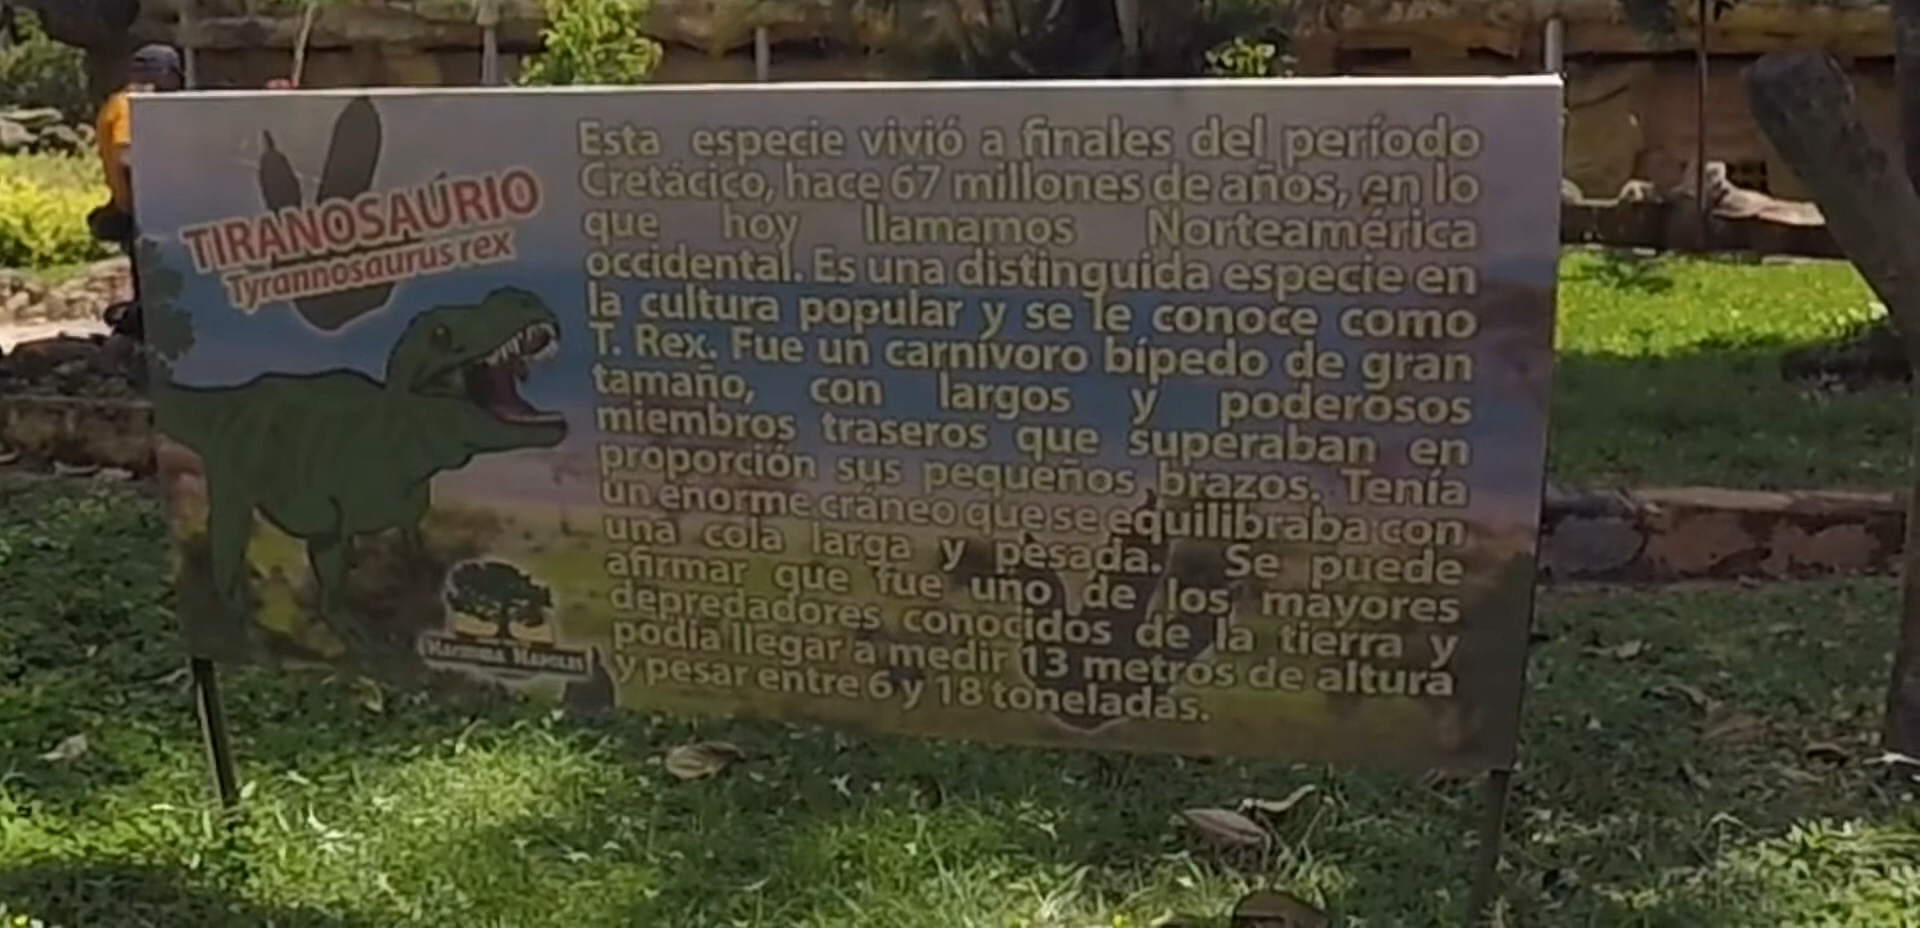 TIRANOSAÚRIO
Tyrannosaurus rex
Esta especie vivió a finales del período
Cretácico, hace 67 millones de años, en lo
que hoy llamamos Norteamérica
occidental. Es una distinguida especie en
la cultura popular y se le conoce como
T. Rex. Fue un carnívoro bípedo de gran
tamaño, con largos y poderosos
miembros traseros que superaban en
proporción sus pequeños brazos. Tenía
un enorme cráneo que se equilibraba con
una cola larga y pesada. Se puede
afirmar que fue uno de los mayores
depredadores conocidos de la tierra y
podía llegar a medir 13 metros de altura
y pesar entre 6 y 18 toneladas.
HACIENDA NAPOLES